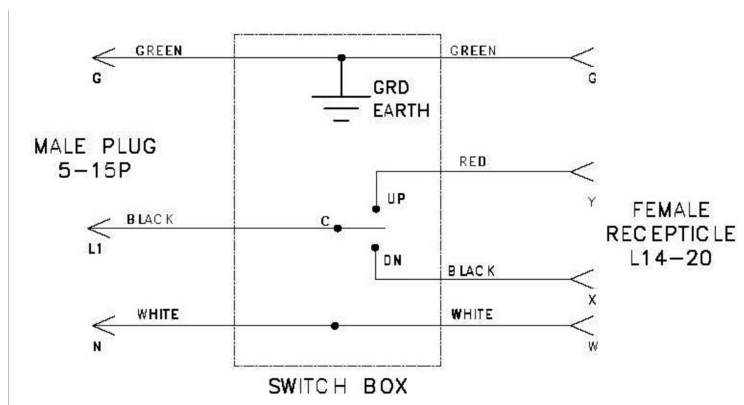 GREEN
GREEN
G
G
GRD
EARTH
MALE PLUG
5-15P
RED
UP
Y
FEMALE
RECEPTICLE
L14-20
BLACK
C
L1
DN
BLACK
X
WHITE
WHITE
N
W
SWITCH BOX